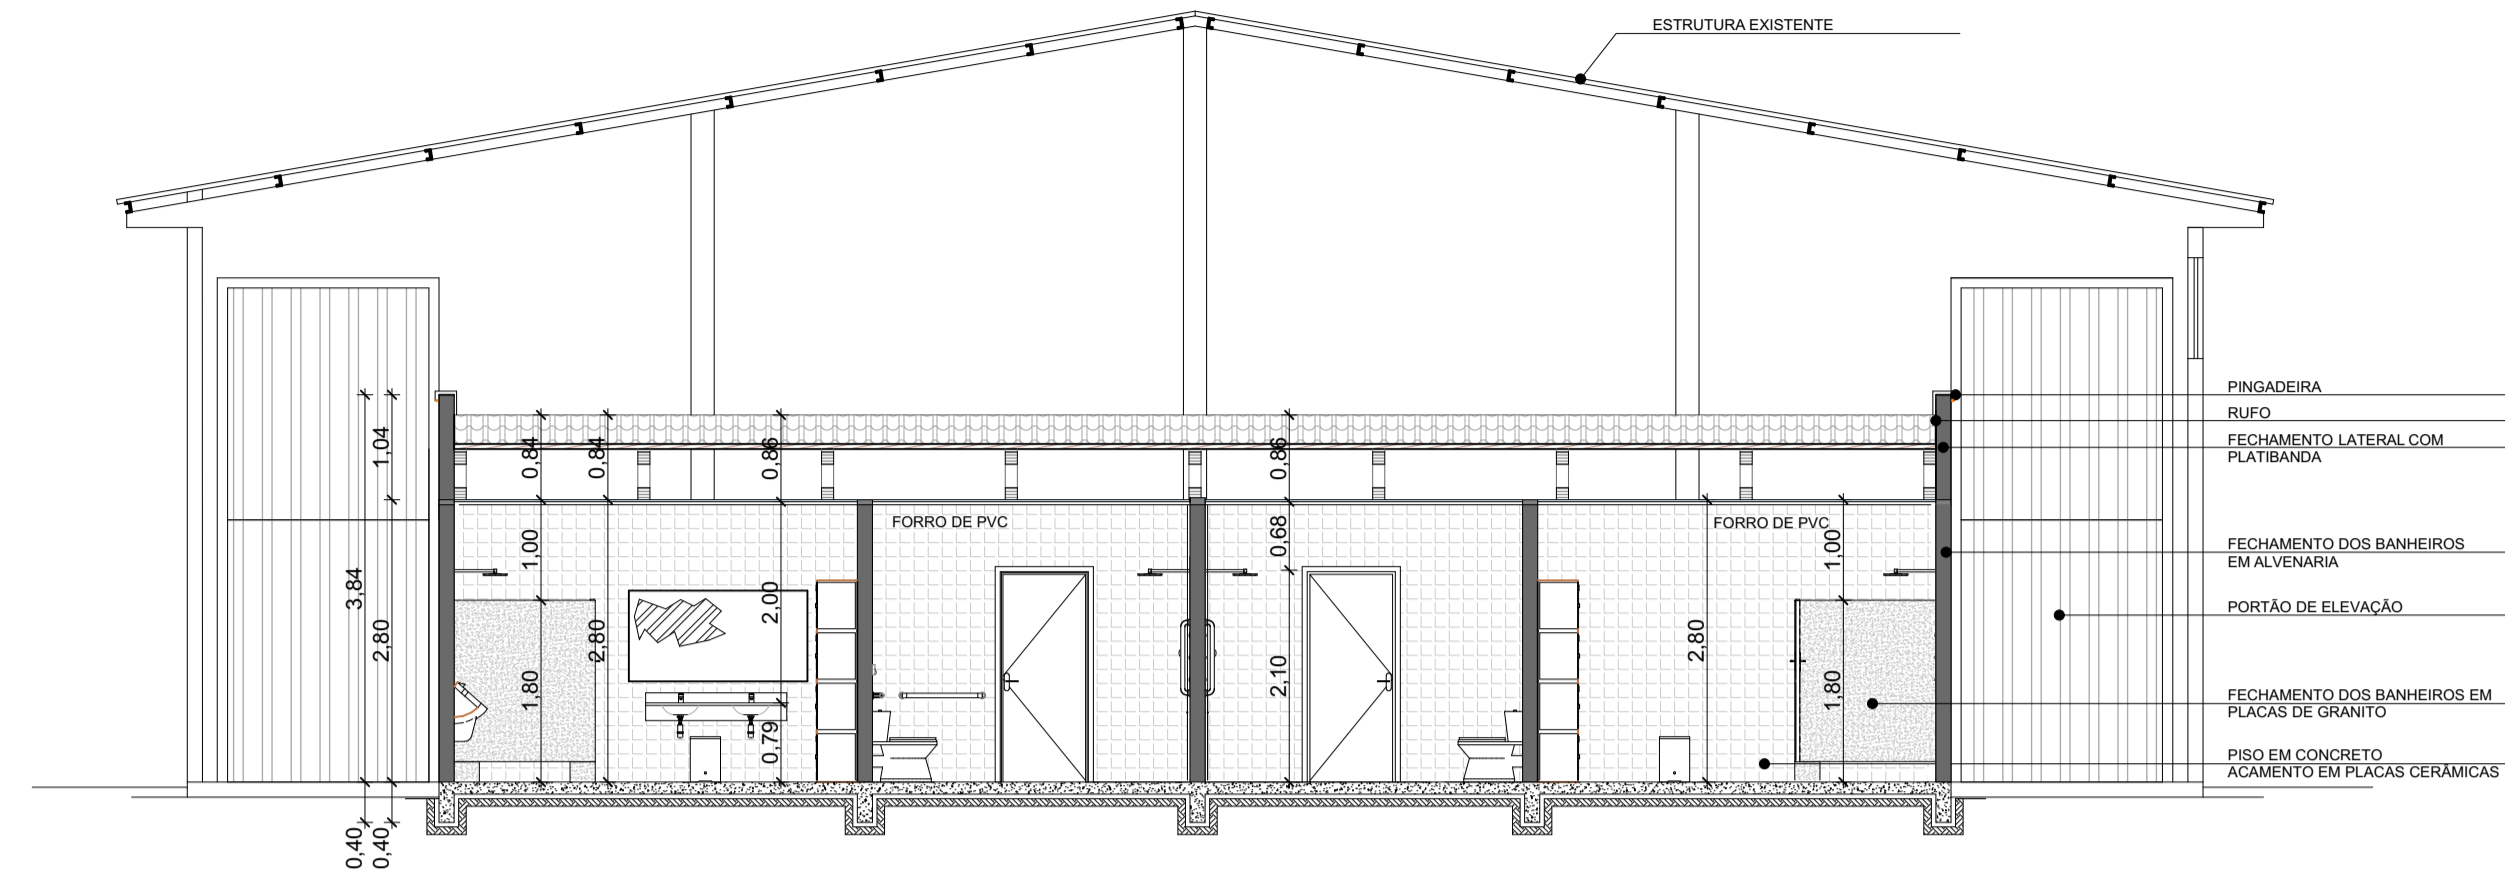 ESTRUTURA EXISTENTE
PINGADEIRA
RUFO
FECHAMENTO LATERAL COM
PLATIBANDA
FECHAMENTO DOS BANHEIROS
EM ALVENARIA
PORTÃO DE ELEVAÇÃO
FECHAMENTO DOS BANHEIROS EM
PLACAS DE GRANITO
PISO EM CONCRETO
ACAMENTO EM PLACAS CERÂMICAS
FORRO DE PVC
FORRO DE PVC
3,84
0,40
1,04
2,80
0,40
0,84
1,00
1,80
0,84
2,80
0,86
2,00
0,79
0,86
0,68
2,10
2,80
1,00
1,80